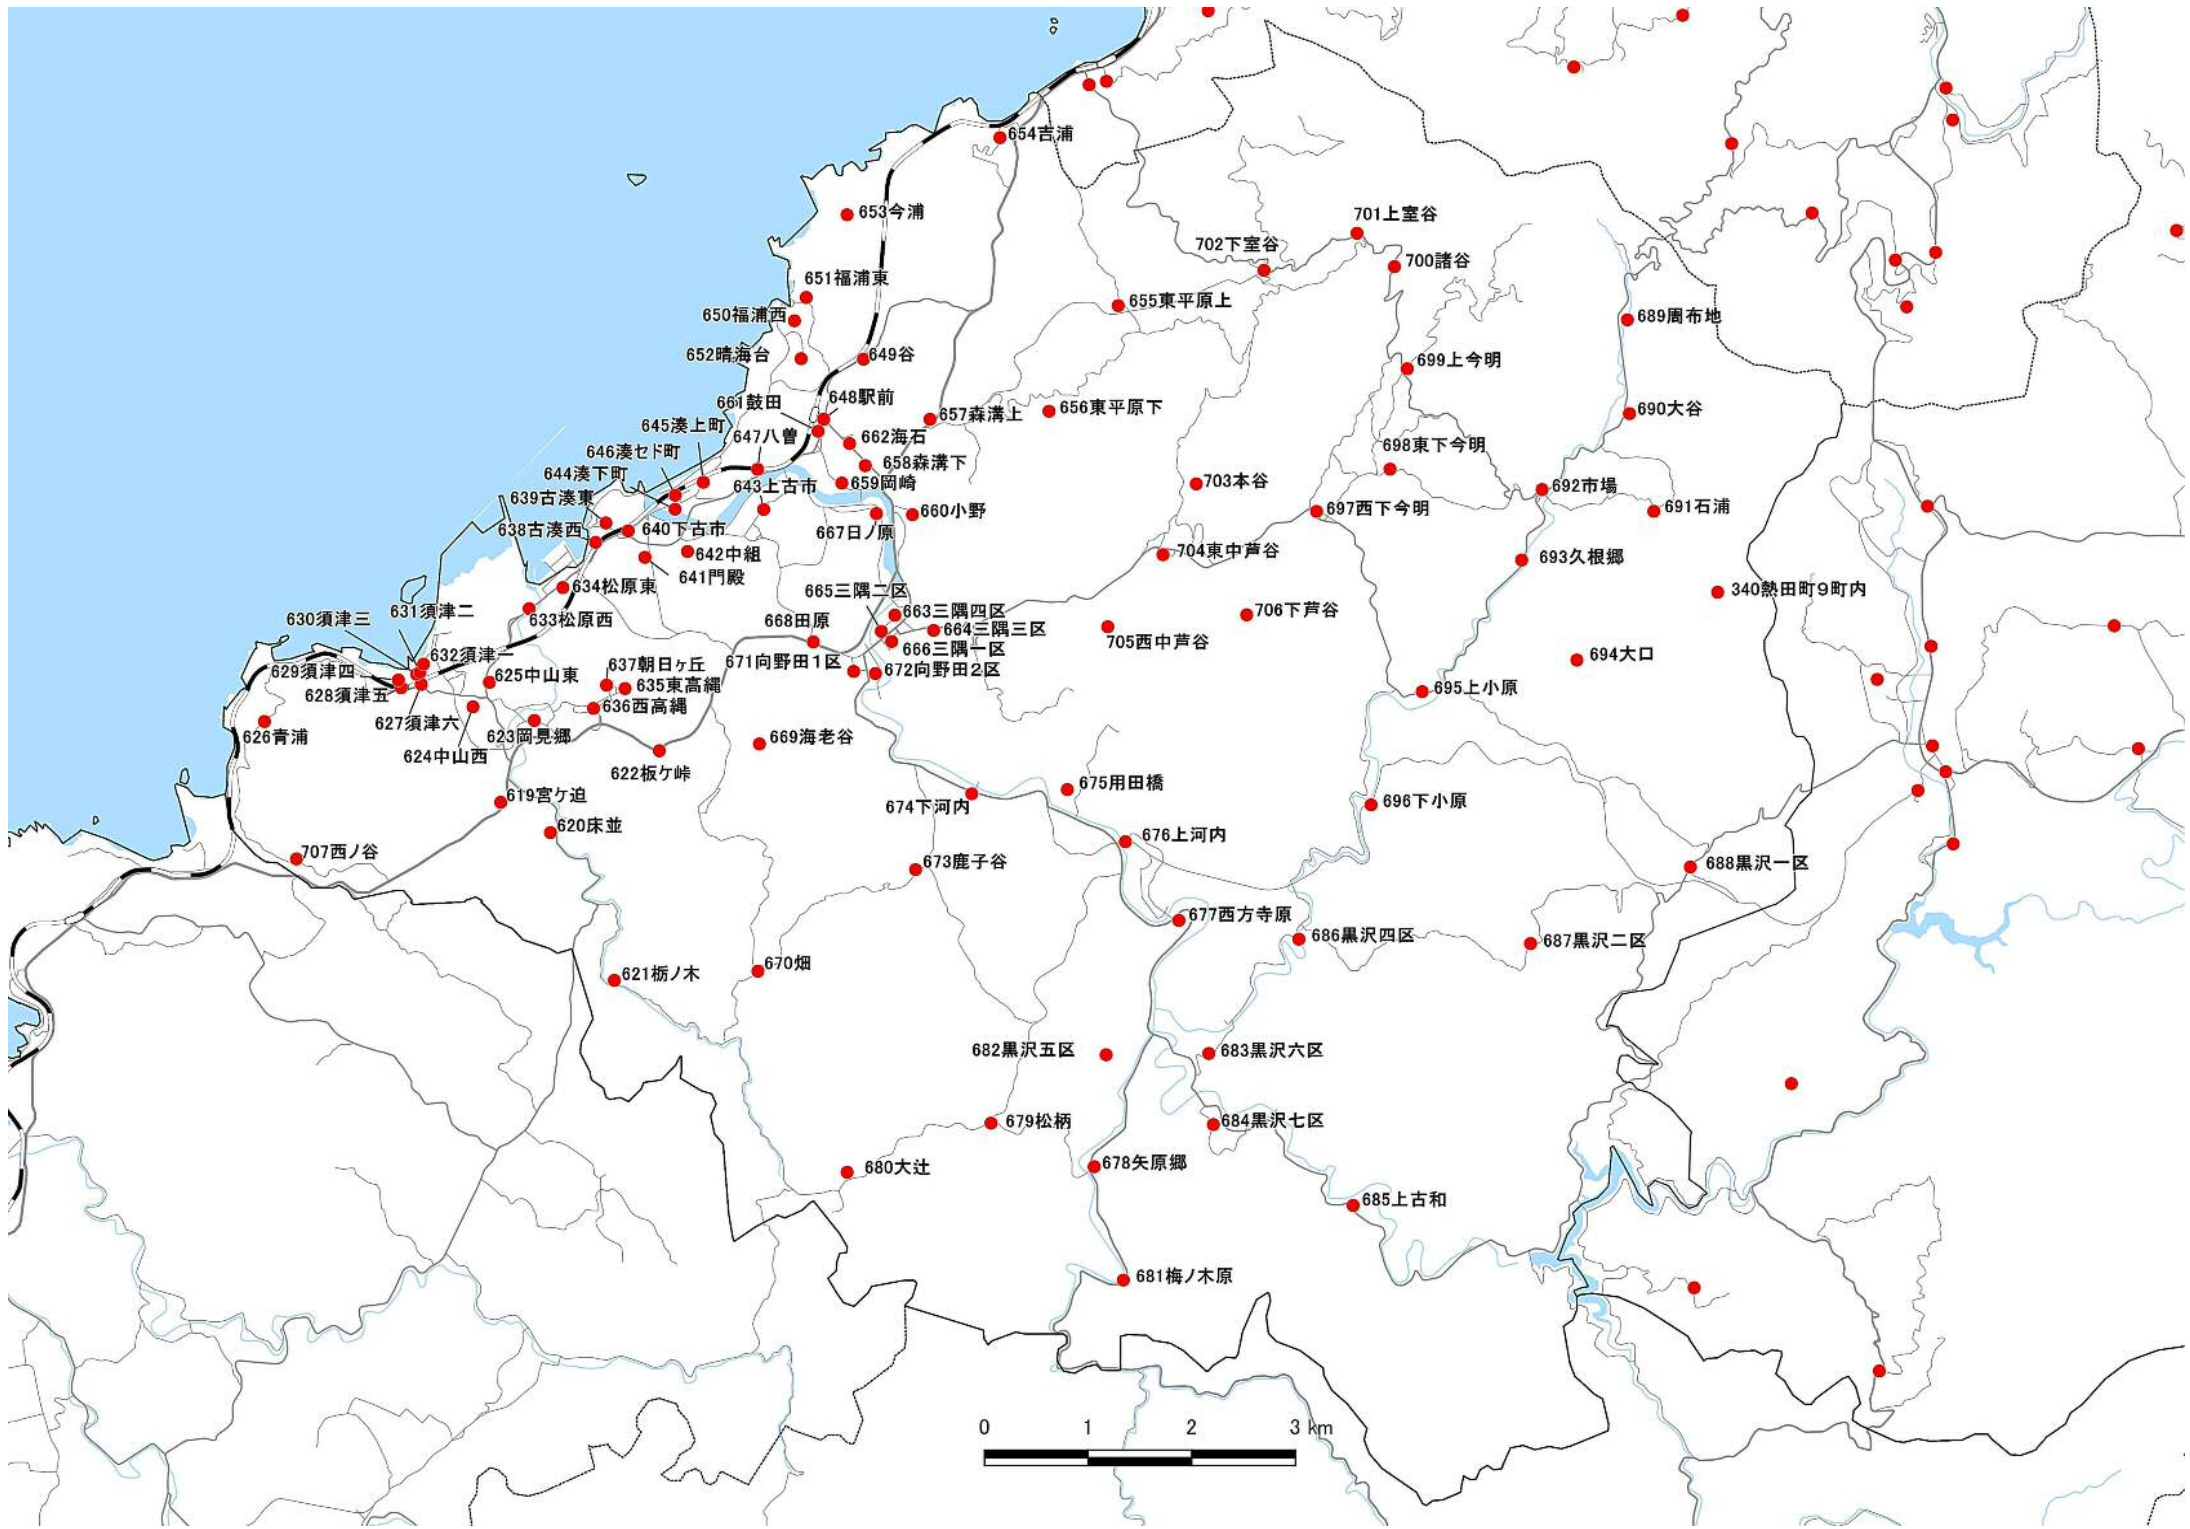 654吉浦
653今浦
701上室谷
702下室谷
700諸谷
651福浦東
655東平原上
650福浦西
689周布地
652晴海台
649谷
699上今明
661鼓田
648駅前
657森溝上
656東平原下
690大谷
645湊上町
647八曽
662海石
698東下今明
646湊セド町
658森溝下
644湊下町
643上古市
659岡崎
703本谷
692市場
639古湊東
660小野
697西下今明
691石浦
638古湊西
640下古市
667日ノ原
642中組
704東中芦谷
693久根郷
641門殿
634松原東
665三隅二区
340熱田町9町内
631須津二
630須津三
633松原西
668田原
663三隅四区
706下芦谷
664三隅三区
705西中芦谷
666三隅一区
632須津一
629須津四
625中山東
637朝日ヶ丘
671向野田1区
672向野田2区
694大口
628須津五
635東高縄
695上小原
636西高縄
627須津六
626青浦
623岡見郷
669海老谷
624中山西
622板ケ峠
675用田橋
619宮ケ迫
674下河内
696下小原
620床並
676上河内
707西ノ谷
673鹿子谷
688黒沢一区
677西方寺原
686黒沢四区
687黒沢二区
670畑
621栃ノ木
682黒沢五区
683黒沢六区
679松柄
684黒沢七区
678矢原郷
680大辻
685上古和
681梅ノ木原
0 1 2 3 km